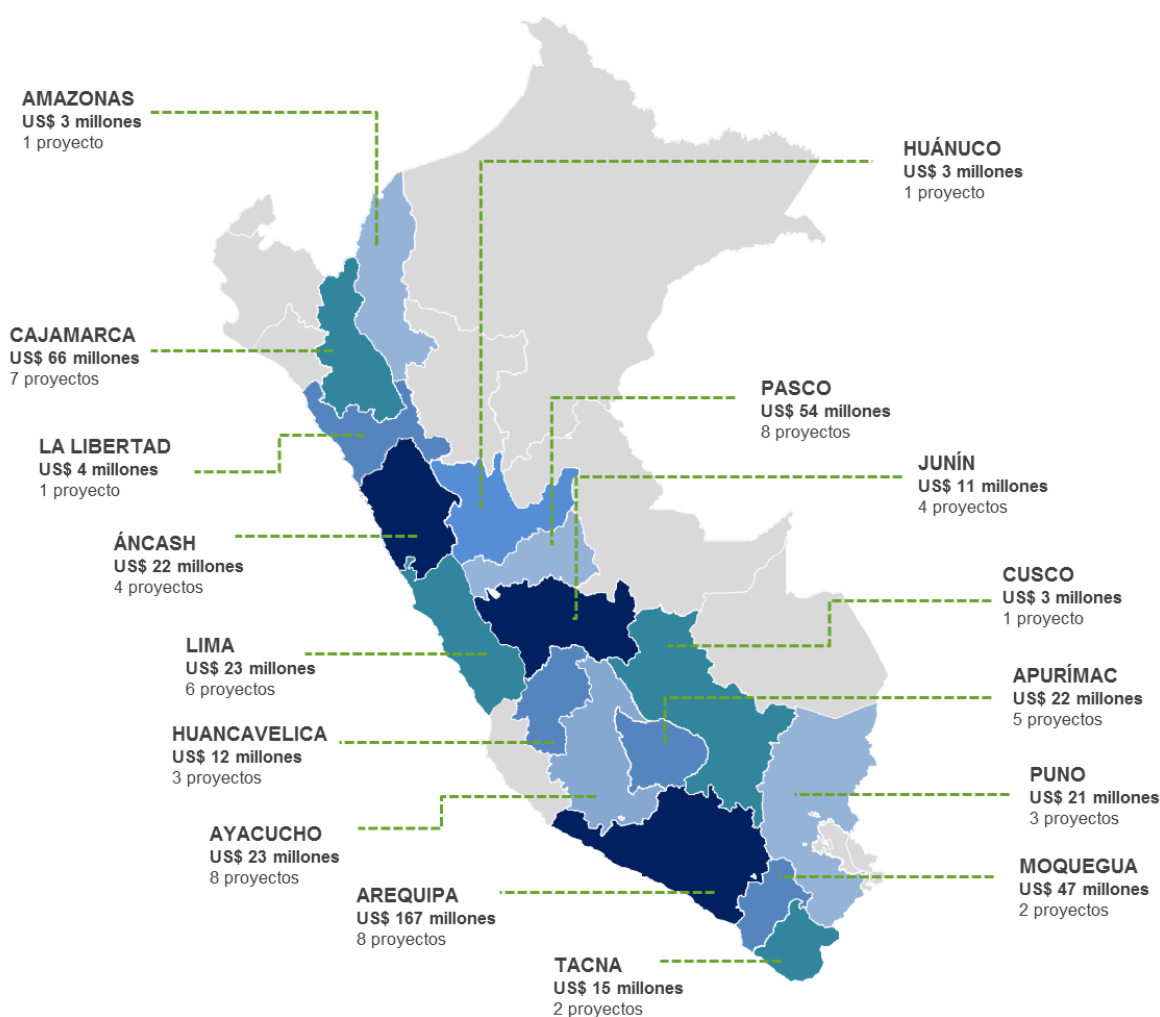 AMAZONAS
US$ 3 millones
1 proyecto
HUÁNUCO
US$ 3 millones
1 proyecto
CAJAMARCA
US$ 66 millones
7 proyectos
PASCO
US$ 54 millones
8 proyectos
LA LIBERTAD
US$ 4 millones
1 proyecto
JUNÍN
US$ 11 millones
4 proyectos
ÁNCASH
US$ 22 millones
4 proyectos
CUSCO
US$ 3 millones
1 proyecto
LIMA
US$ 23 millones
6 proyectos
APURÍMAC
US$ 22 millones
5 proyectos
HUANCAVELICA
US$ 12 millones
3 proyectos
PUNO
US$ 21 millones
3 proyectos
AYACUCHO
US$ 23 millones
8 proyectos
MOQUEGUA
US$ 47 millones
2 proyectos
AREQUIPA
US$ 167 millones
8 proyectos
TACNA
US$ 15 millones
2 proyectos